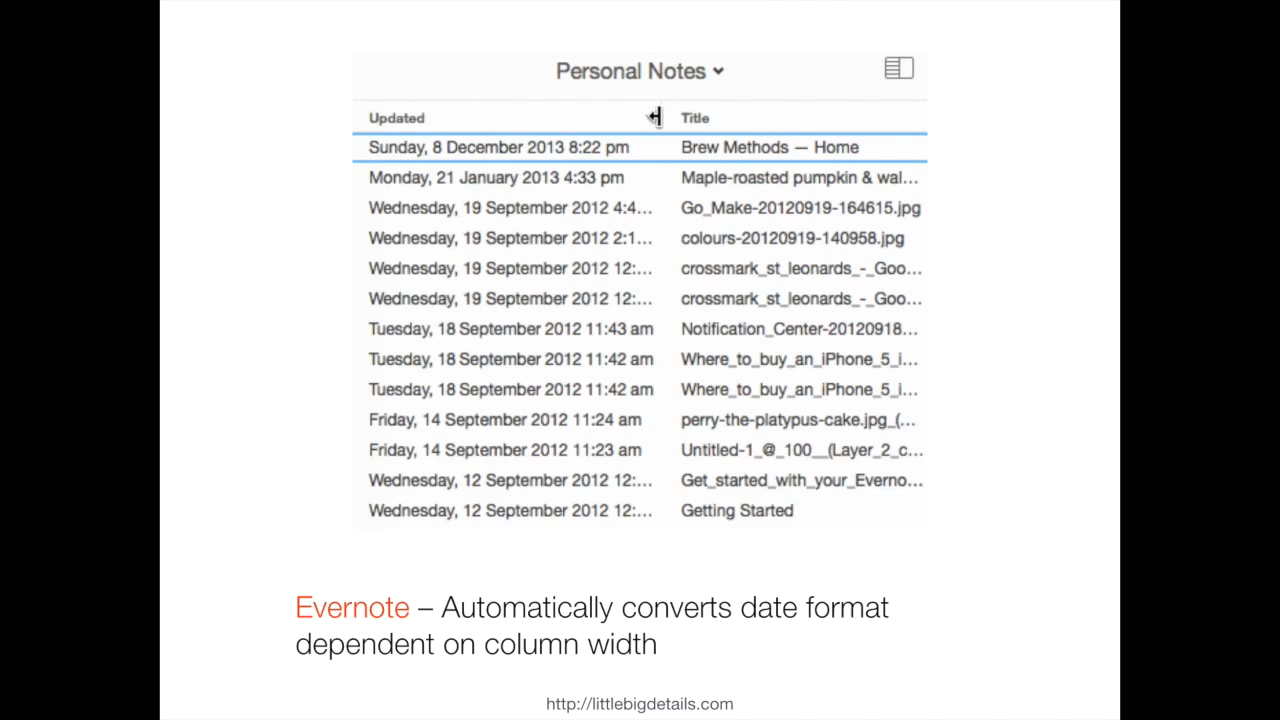 Personal Notes
Updated Title
Sunday, 8 December 2013 8:22 pm Brew Methods — Home
Monday, 21 January 2013 4:33 pm Maple-roasted pumpkin & wal...
Wednesday, 19 September 2012 4:4... Go_Make-20120919-164615.jpg
Wednesday, 19 September 2012 2:1... colours-20120919-140958.jpg
Wednesday, 19 September 2012 12:... crossmark_st_leonards_-_Goo...
Wednesday, 19 September 2012 12:... crossmark_st_leonards_-_Goo...
Tuesday, 18 September 2012 11:43 am Notification_Center-20120918...
Tuesday, 18 September 2012 11:42 am Where_to_buy_an_iPhone_5_i...
Tuesday, 18 September 2012 11:42 am Where_to_buy_an_iPhone_5_i...
Friday, 14 September 2012 11:24 am perry-the-platypus-cake.jpg_(...
Friday, 14 September 2012 11:23 am Untitled-1_@_100__(Layer_2_c...
Wednesday, 12 September 2012 12:... Get_started_with_your_Everno...
Wednesday, 12 September 2012 12:... Getting Started
Evernote – Automatically converts date format
dependent on column width
http://littlebigdetails.com